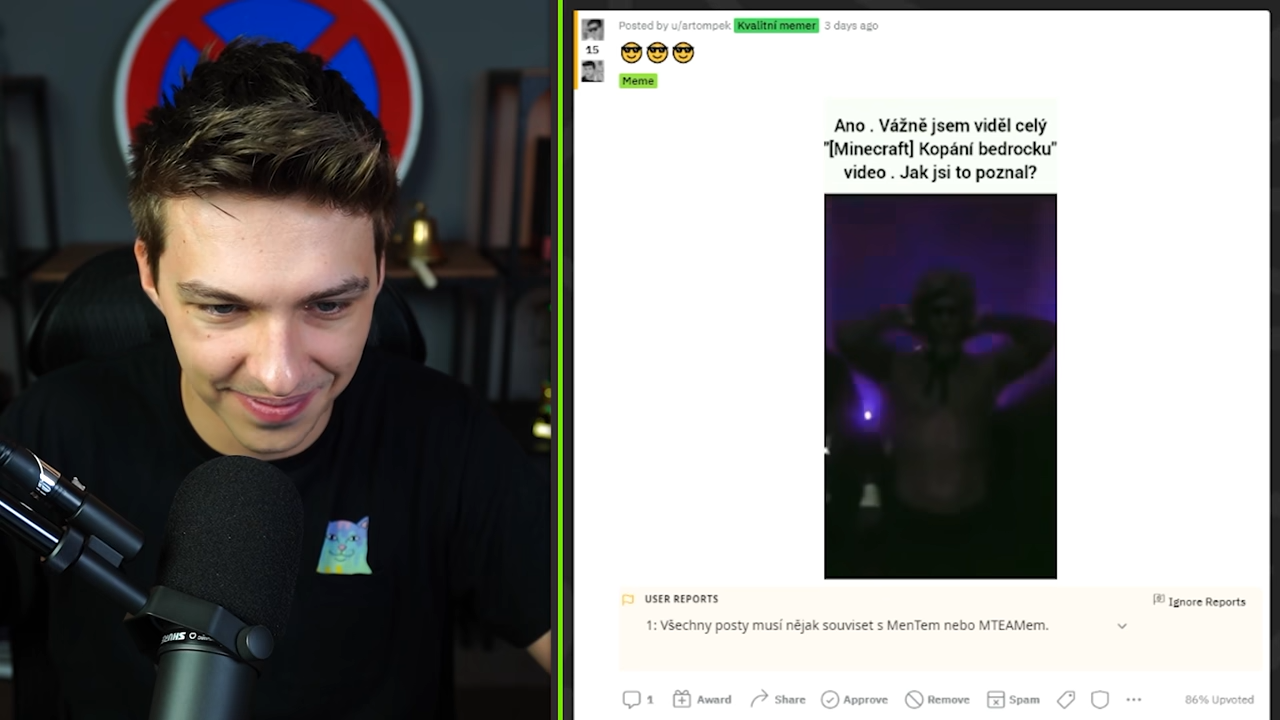 Posted by u/artompek Kvalitní memer 3 days ago
15
Meme
Ano . Vážně jsem viděl celý
"[Minecraft] Kopání bedrocku"
video . Jak jsi to poznal?
USER REPORTS
Ignore Reports
1: Všechny posty musí nějak souviset s MenTem nebo MTEAMem.
1 Award Share Approve Remove Spam ••• 86% Upvoted
SHURE